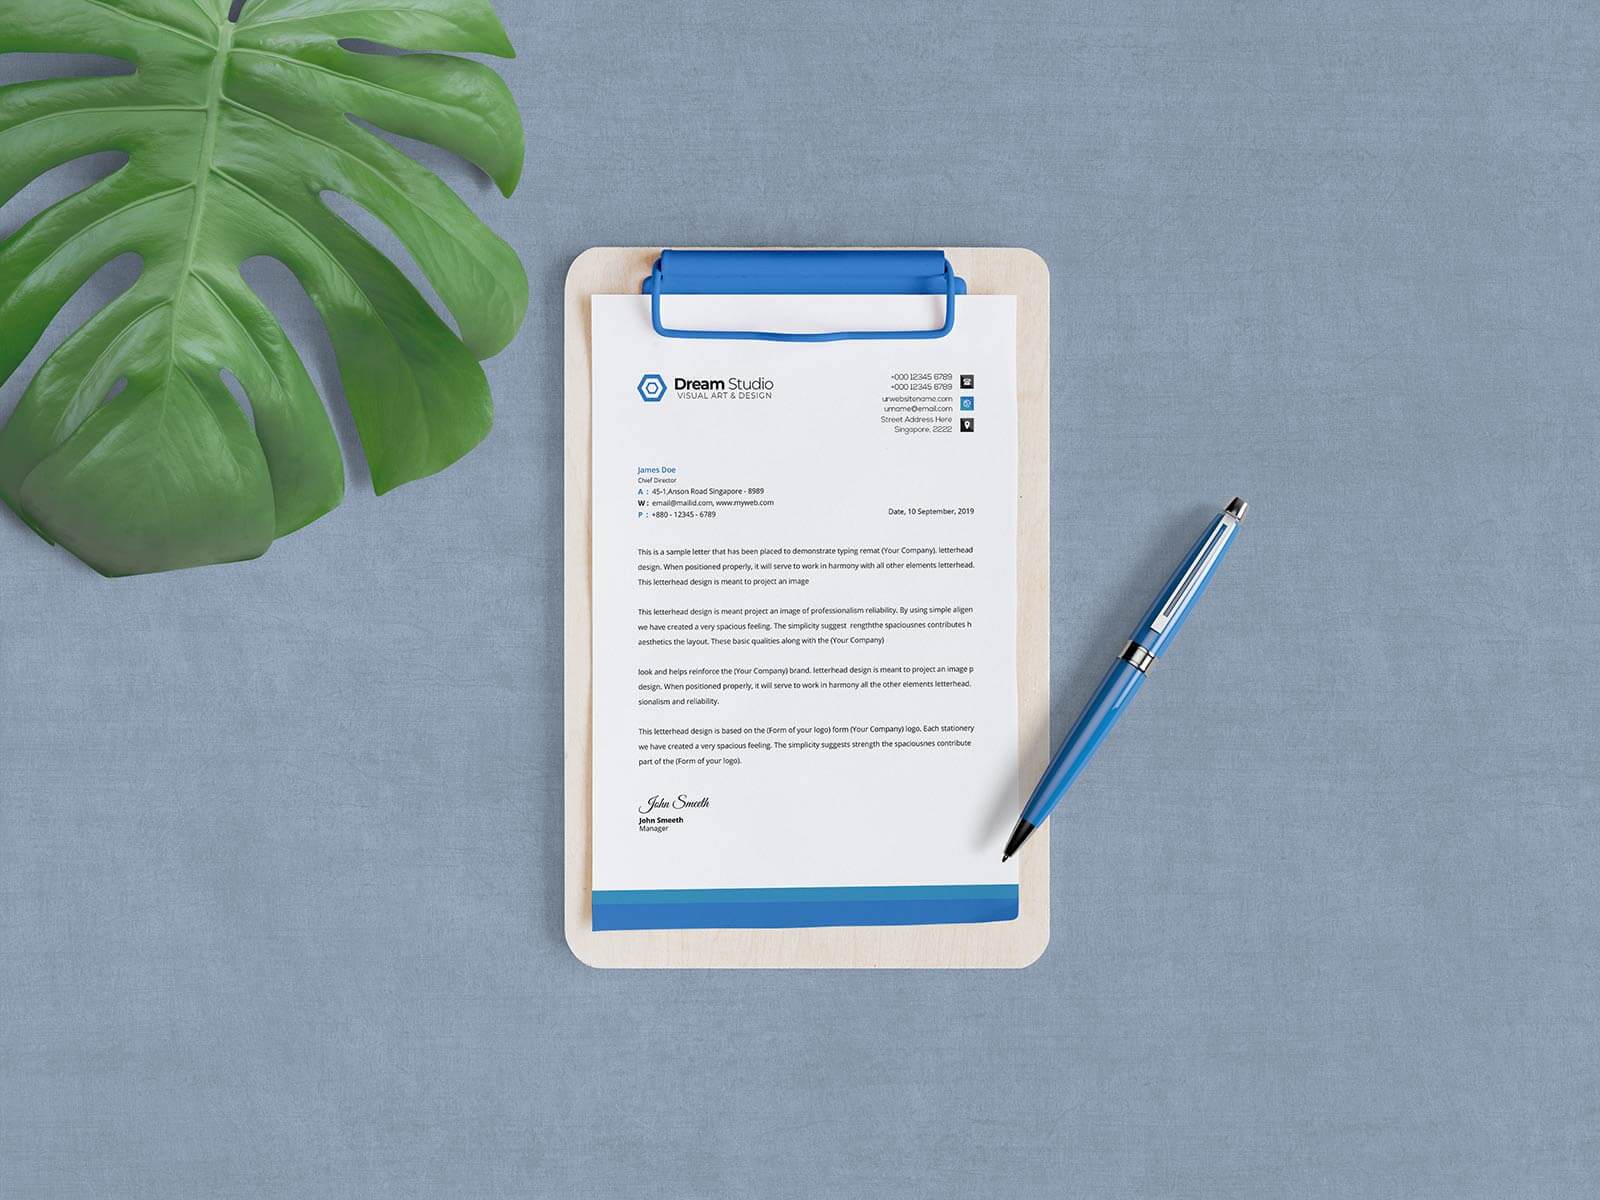 Dream Studio
VISUAL ART & DESIGN
+000 12345 6789
+000 12345 6789
urwebsitename.com
urname@email.com
Street Address Here
Singapore, 2222
James Doe
Chief Director
A : 45-1,Anson Road Singapore - 8989
W : email@mailid.com, www.myweb.com
P : +880 - 12345 - 6789
Date, 10 September, 2019
This is a sample letter that has been placed to demonstrate typing remat (Your Company). letterhead
design. When positioned properly, it will serve to work in harmony with all other elements letterhead.
This letterhead design is meant to project an image
This letterhead design is meant project an image of professionalism reliability. By using simple aligen
we have created a very spacious feeling. The simplicity suggest rengththe spaciousnes contributes h
aesthetics the layout. These basic qualities along with the (Your Company)
look and helps reinforce the (Your Company) brand. letterhead design is meant to project an image p
design. When positioned properly, it will serve to work in harmony all the other elements letterhead.
sionalism and reliability.
This letterhead design is based on the (Form of your logo) form (Your Company) logo. Each stationery
we have created a very spacious feeling. The simplicity suggests strength the spaciousnes contribute
part of the (Form of your logo).
John Smeeth
John Smeeth
Manager